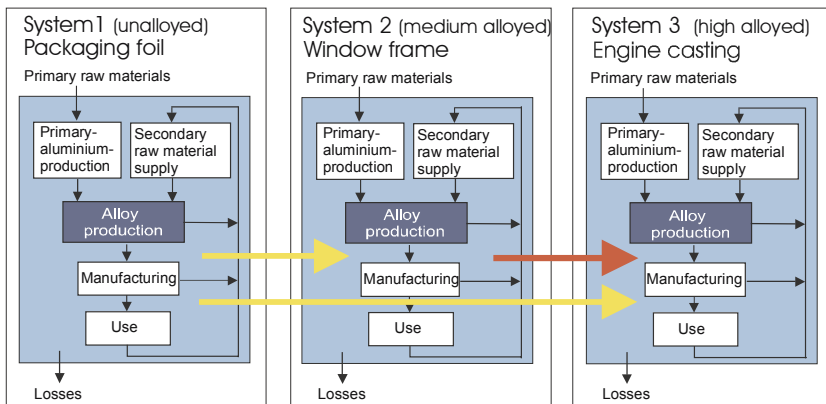 System1 (unalloyed)
Packaging foil
Primary raw materials
Primary-
aluminium-
production
Secondary
raw material
supply
Alloy
production
Manufacturing
Use
Losses
System 2 (medium alloyed)
Window frame
Primary raw materials
Primary-
aluminium-
production
Secondary
raw material
supply
Alloy
production
Manufacturing
Use
Losses
System 3 (high alloyed)
Engine casting
Primary raw materials
Primary-
aluminium-
production
Secondary
raw material
supply
Alloy
production
Manufacturing
Use
Losses